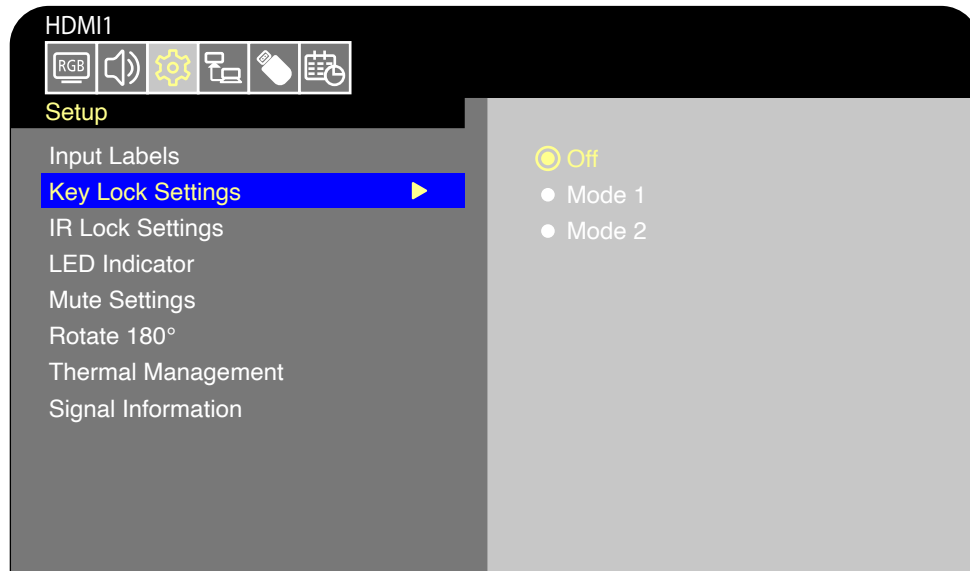 HDMI1
RGB
Setup
Input Labels
Key Lock Settings
IR Lock Settings
LED Indicator
Mute Settings
Rotate 180°
Thermal Management
Signal Information
Off
Mode 1
Mode 2